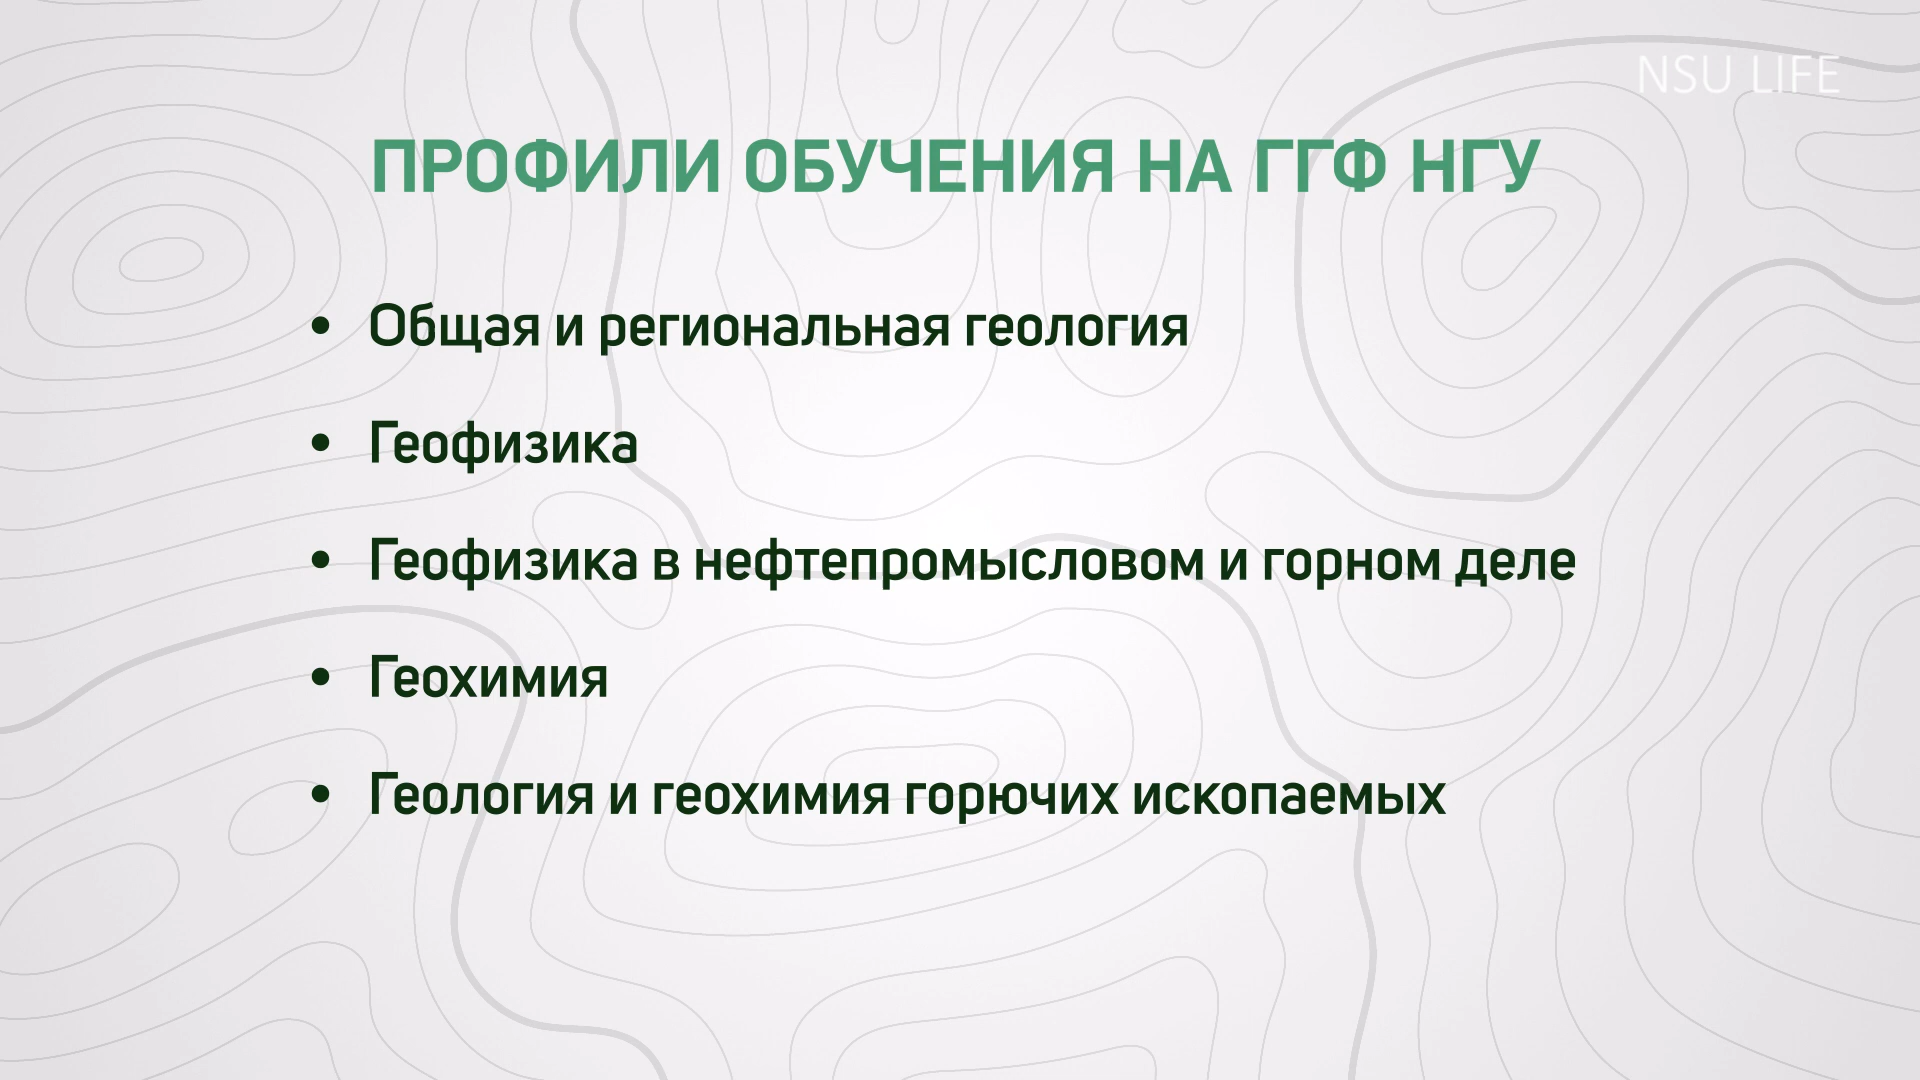 NSU LIFE
ПРОФИЛИ ОБУЧЕНИЯ НА ГГФ НГУ
• Общая и региональная геология
• Геофизика
• Геофизика в нефтепромысловом и горном деле
• Геохимия
• Геология и геохимия горючих ископаемых